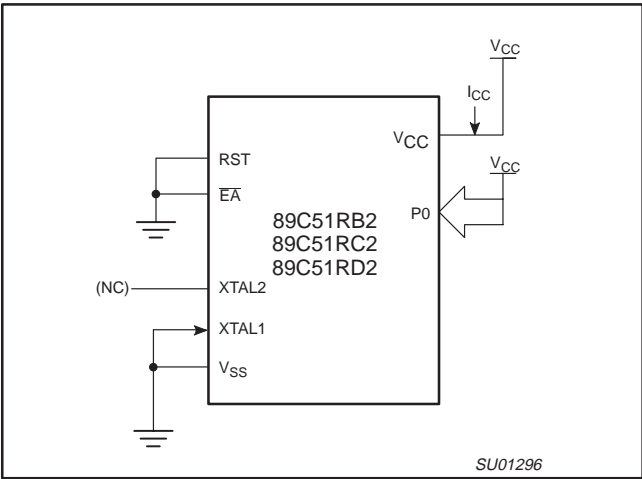 VCC
ICC
VCC
RST
VCC
EA
P0
89C51RB2
89C51RC2
89C51RD2
(NC)
XTAL2
XTAL1
VSS
SU01296